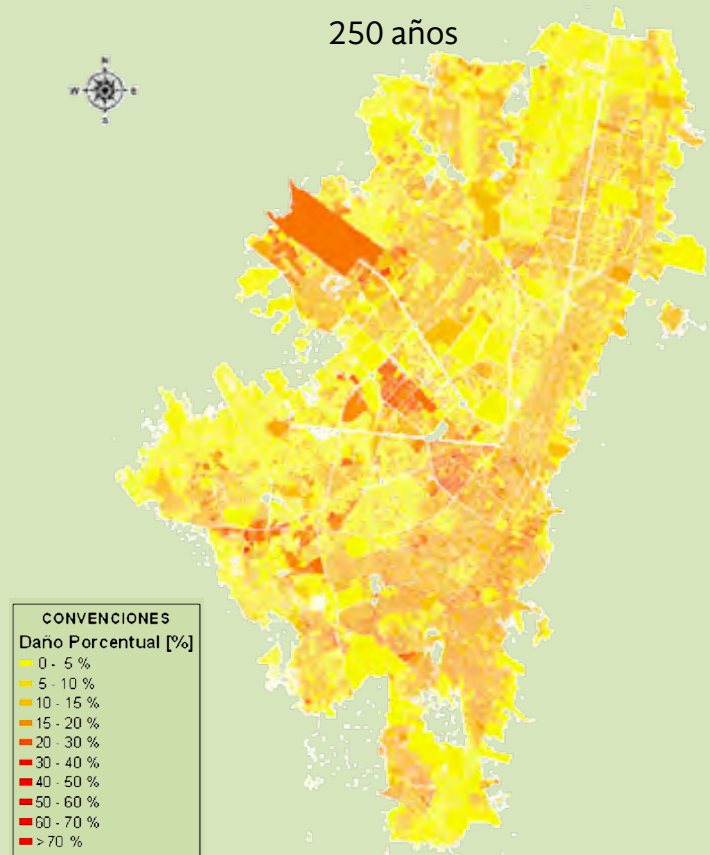 250 años
N
W E
S
CONVENCIONES
Daño Porcentual [%]
0 - 5 %
5 - 10 %
10 - 15 %
15 - 20 %
20 - 30 %
30 - 40 %
40 - 50 %
50 - 60 %
60 - 70 %
>70 %